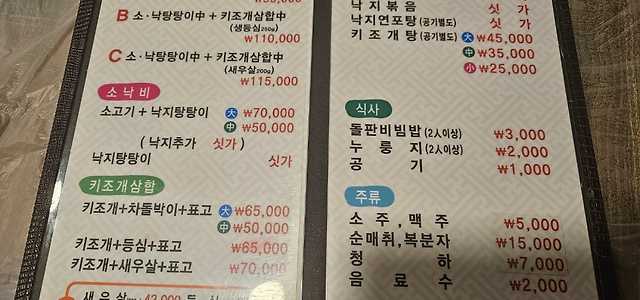 B 소·낙탕탕이中+키조개삼합中
(생등심250g)
₩110,000
C 소·낙탕탕이中+키조개삼합中
(새우살200g)
₩115,000
소낙비
소고기+낙지탕탕이 大 ₩70,000
中 ₩50,000
(낙지추가 싯가)
낙지탕탕이 싯가
키조개삼합
키조개+차돌박이+표고 大 ₩65,000
中 ₩50,000
키조개+등심+표고 ₩65,000
키조개+새우살+표고 ₩70,000
낙지볶음 싯가
낙지연포탕(공기별도) 싯가
키조개탕(공기별도) 大 ₩45,000
中 ₩35,000
小 ₩25,000
식사
돌판비빔밥(2人이상) ₩3,000
누룽지(2人이상) ₩2,000
공기 ₩1,000
주류
소주,맥주 ₩5,000
순매취,복분자 ₩15,000
청하 ₩7,000
음료수 ₩2,000